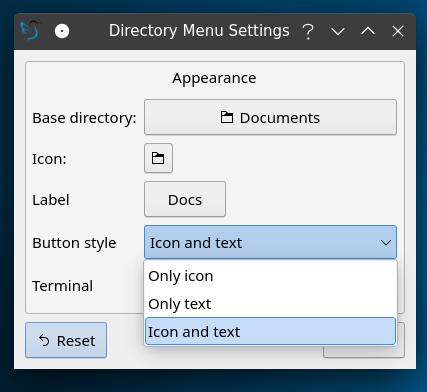 Directory Menu Settings
Appearance
Base directory: Documents
Icon:
Label Docs
Button style Icon and text
Only icon
Only text
Terminal
Icon and text
Reset